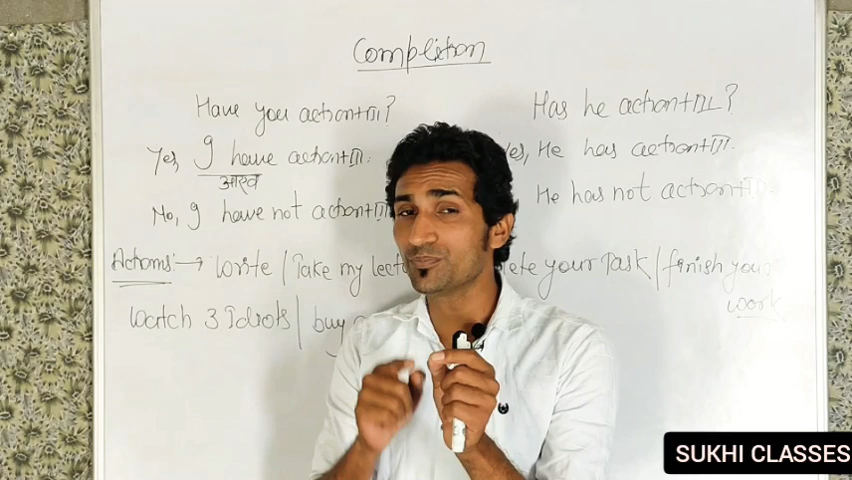 Completion
Have you action+III?
Has he action+III?
Yes, I have action+III.
Yes, He has action+III.
आरव
No, I have not action+III
He has not action+III
Actions → Write / Take my lect ete your Task / finish your
work
Watch 3 Idiots / buy
SUKHI CLASSES